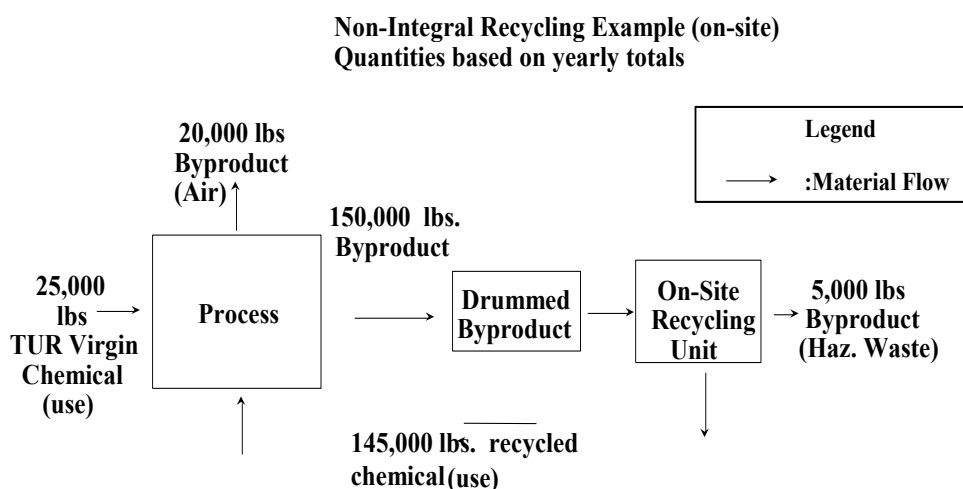 Non-Integral Recycling Example (on-site)
Quantities based on yearly totals
Legend
:Material Flow
20,000 lbs
Byproduct
(Air)
150,000 lbs.
Byproduct
25,000
lbs
TUR Virgin
Chemical
(use)
Process
Drummed
Byproduct
On-Site
Recycling
Unit
5,000 lbs
Byproduct
(Haz. Waste)
145,000 lbs. recycled
chemical(use)